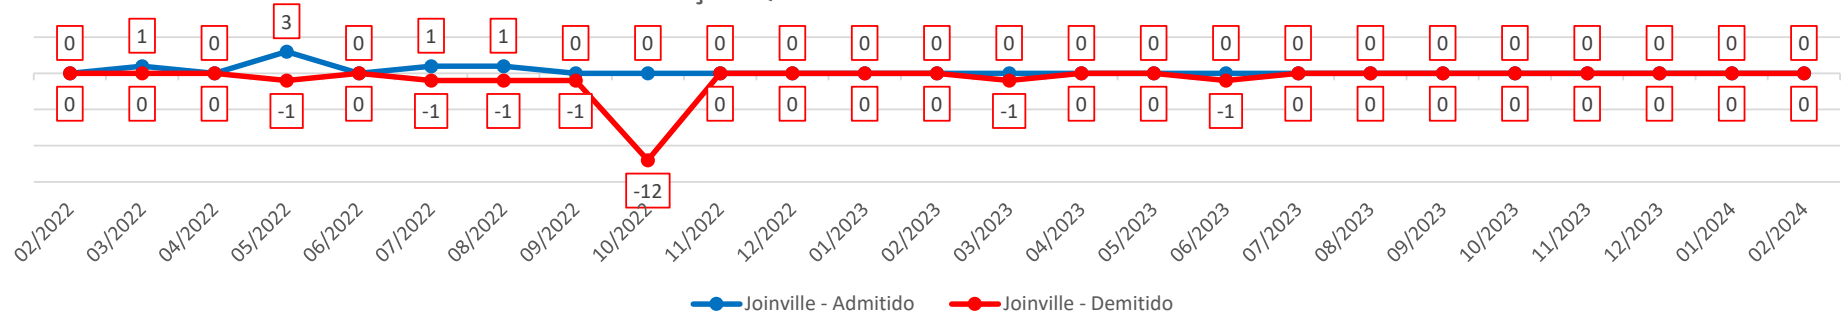 0 1 0 3 0 1 1 0 0 0 0 0 0 0 0 0 0 0 0 0 0 0 0 0 0
0 0 0 -1 0 -1 -1 -1 -12 0 0 0 0 -1 0 0 -1 0 0 0 0 0 0 0 0
02/2022 03/2022 04/2022 05/2022 06/2022 07/2022 08/2022 09/2022 10/2022 11/2022 12/2022 01/2023 02/2023 03/2023 04/2023 05/2023 06/2023 07/2023 08/2023 09/2023 10/2023 11/2023 12/2023 01/2024 02/2024
Joinville - Admitido Joinville - Demitido